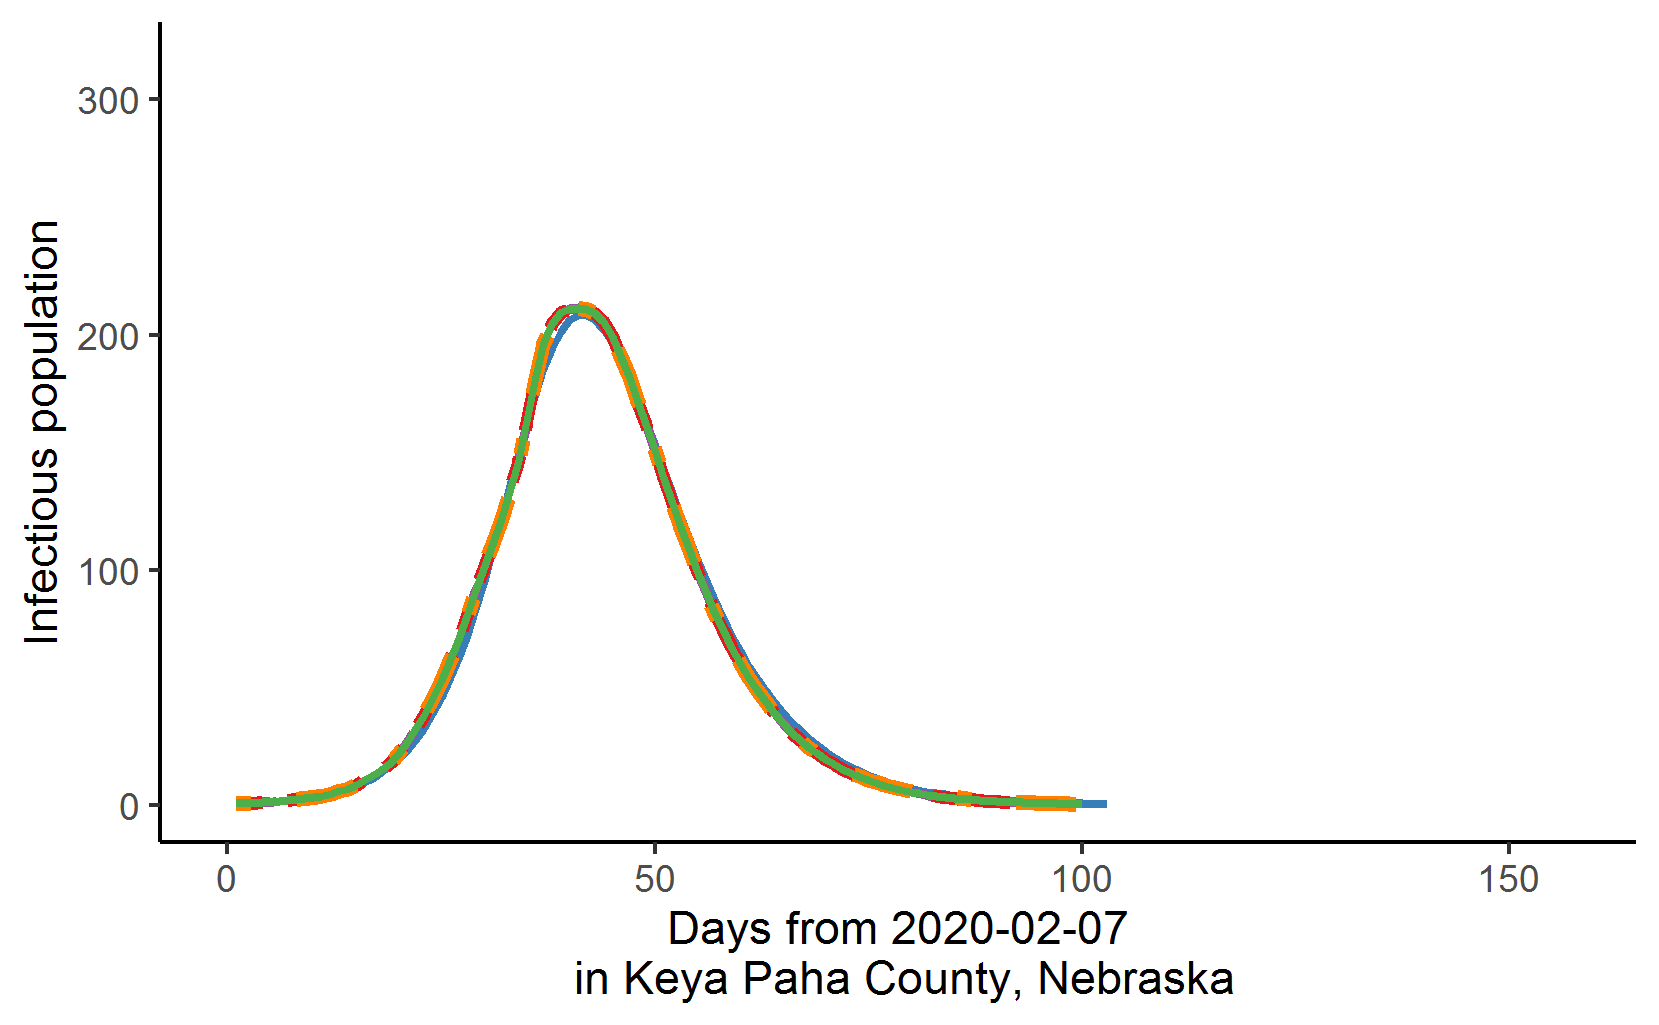 300
200
100
0
Infectious population
0 50 100 150
Days from 2020-02-07
in Keya Paha County, Nebraska